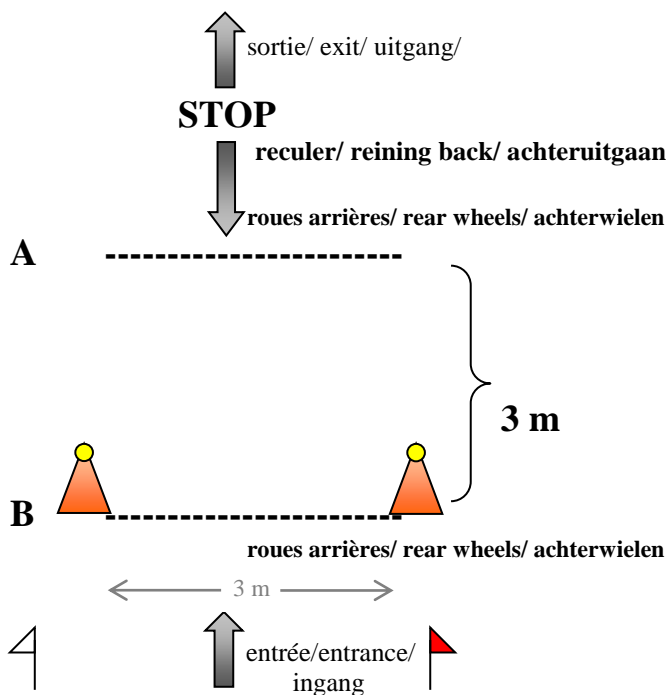 sortie/ exit/ uitgang/
STOP
reculer/ reining back/ achteruitgaan
roues arrières/ rear wheels/ achterwielen
A
3 m
B
roues arrières/ rear wheels/ achterwielen
3 m
entrée/entrance/
ingang